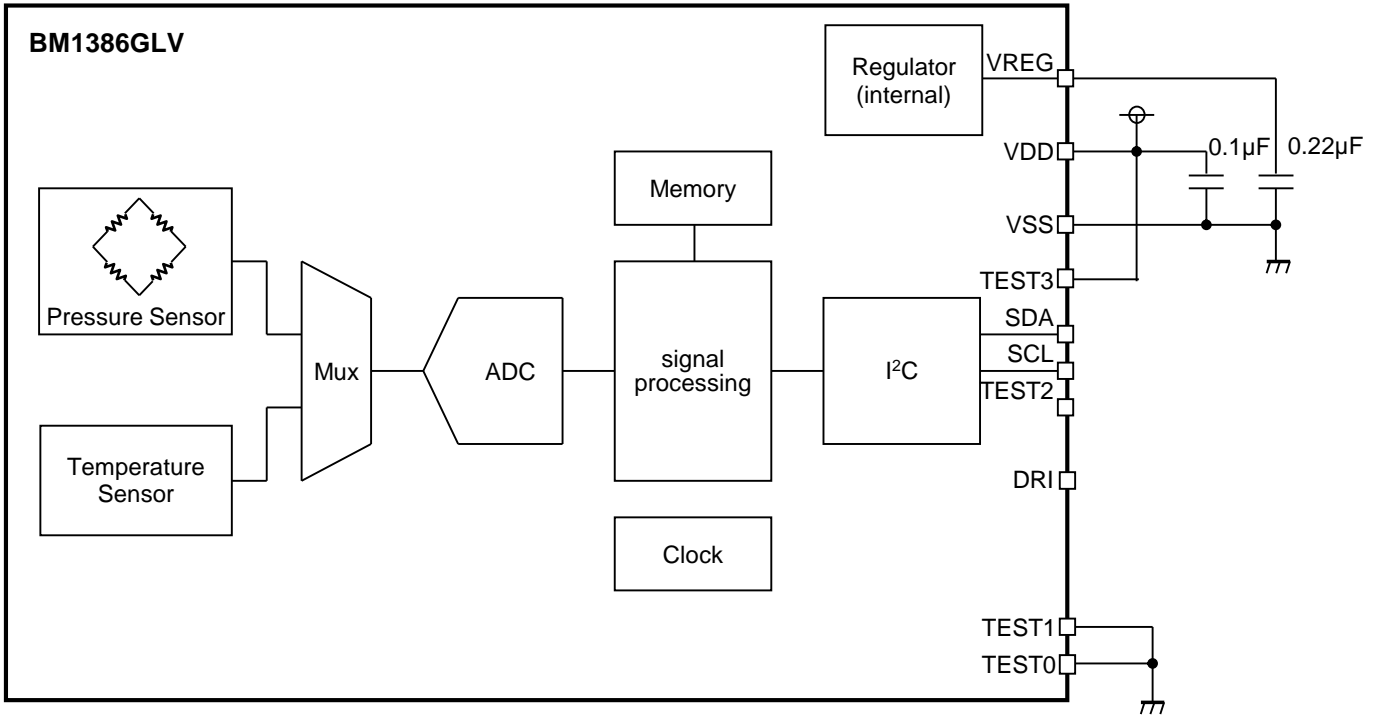 BM1386GLV
Regulator
(internal)
VREG
VDD
0.1µF
0.22µF
Memory
VSS
TEST3
Pressure Sensor
SDA
SCL
TEST2
Mux
ADC
signal
processing
I²C
Temperature
Sensor
DRI
Clock
TEST1
TEST0